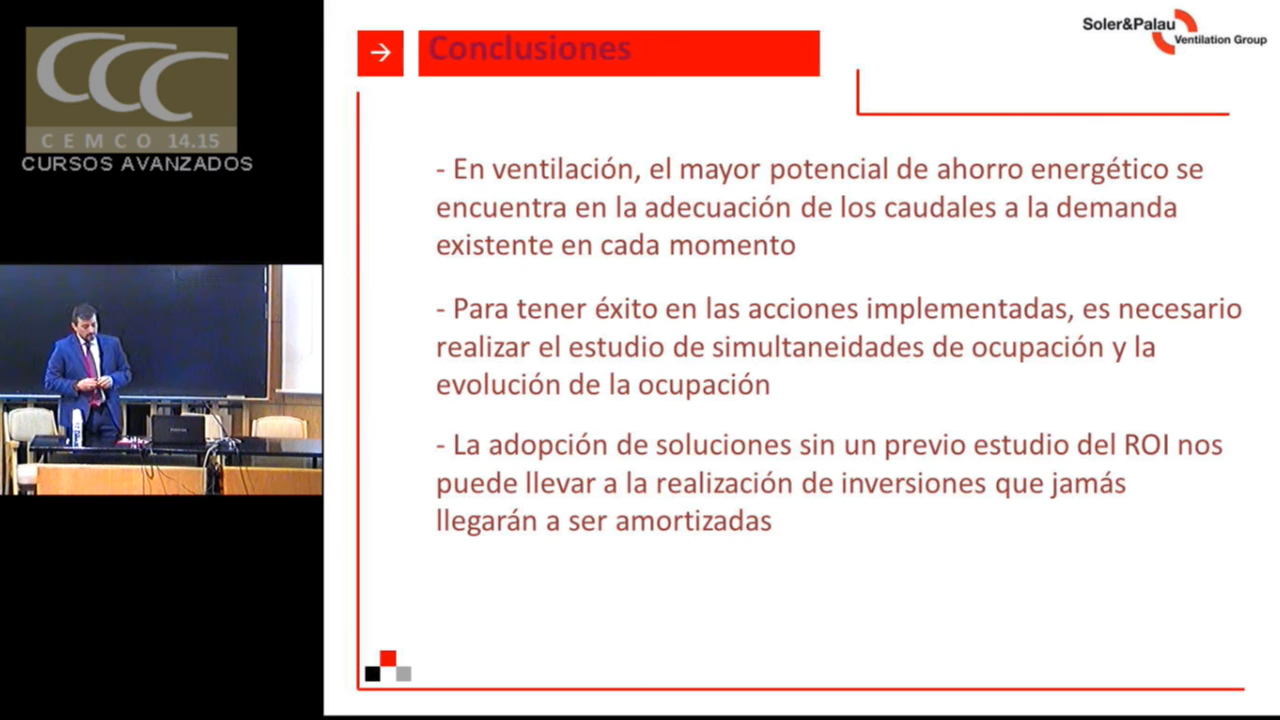 CCC
CEMCO 14.15
CURSOS AVANZADOS
→ Conclusiones
Soler&Palau
Ventilation Group
- En ventilación, el mayor potencial de ahorro energético se
encuentra en la adecuación de los caudales a la demanda
existente en cada momento
- Para tener éxito en las acciones implementadas, es necesario
realizar el estudio de simultaneidades de ocupación y la
evolución de la ocupación
- La adopción de soluciones sin un previo estudio del ROI nos
puede llevar a la realización de inversiones que jamás
llegarán a ser amortizadas